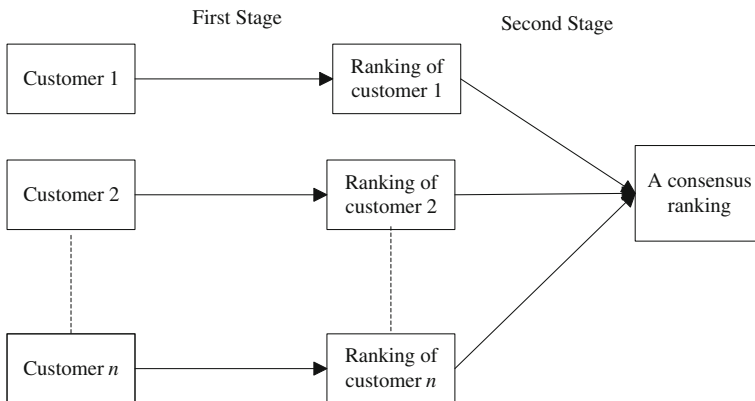 First Stage
Second Stage
Customer 1
Ranking of
customer 1
Customer 2
Ranking of
customer 2
A consensus
ranking
Customer n
Ranking of
customer n